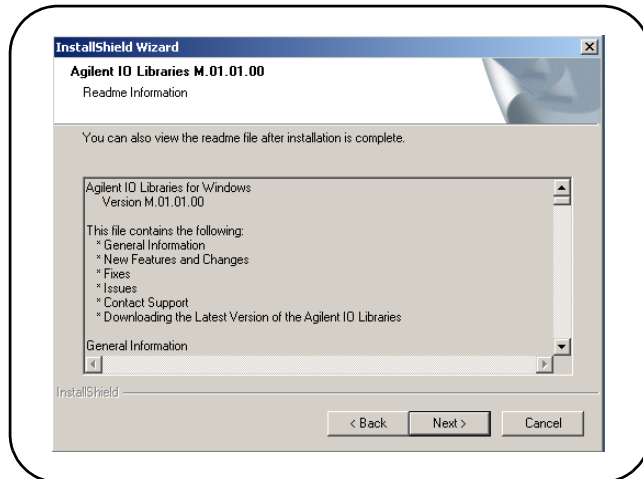 InstallShield Wizard
Agilent IO Libraries M.01.01.00
Readme Information
You can also view the readme file after installation is complete.
Agilent IO Libraries for Windows
Version M.01.01.00
This file contains the following:
* General Information
* New Features and Changes
* Fixes
* Issues
* Contact Support
* Downloading the Latest Version of the Agilent IO Libraries
General Information
InstallShield
< Back Next > Cancel